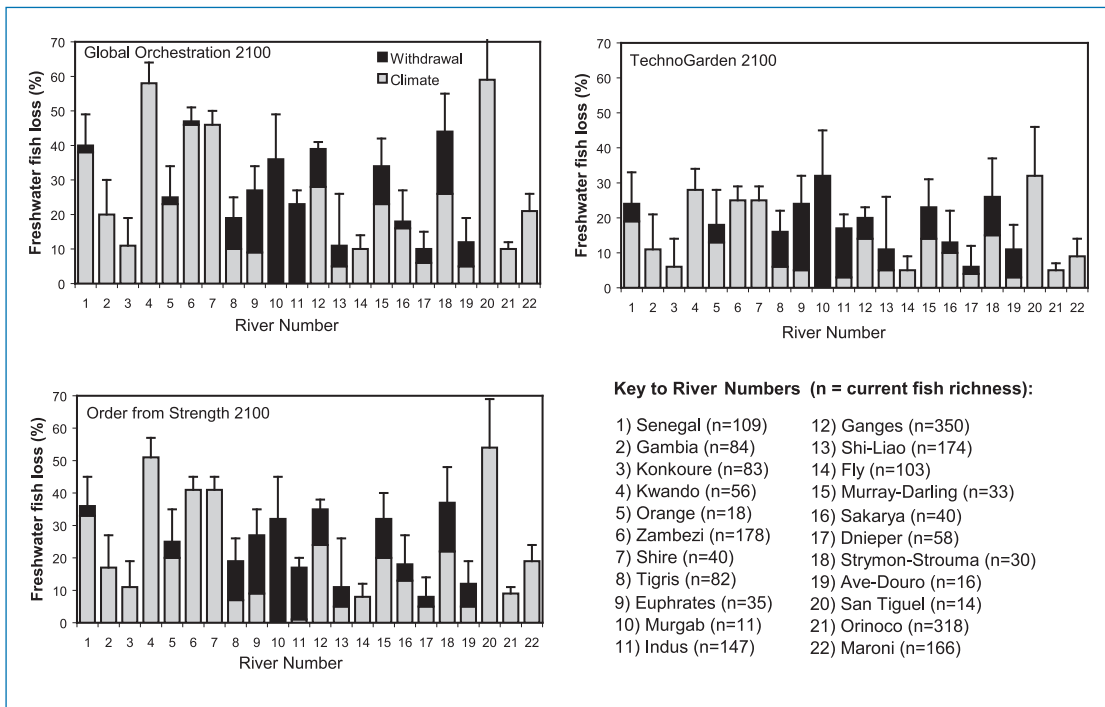 Global Orchestration 2100
Withdrawal
Climate
Freshwater fish loss (%)
70
60
50
40
30
20
10
0
1 2 3 4 5 6 7 8 9 10 11 12 13 14 15 16 17 18 19 20 21 22
River Number
TechnoGarden 2100
Freshwater fish loss (%)
70
60
50
40
30
20
10
0
1 2 3 4 5 6 7 8 9 10 11 12 13 14 15 16 17 18 19 20 21 22
River Number
Order from Strength 2100
Freshwater fish loss (%)
70
60
50
40
30
20
10
0
1 2 3 4 5 6 7 8 9 10 11 12 13 14 15 16 17 18 19 20 21 22
River Number
Key to River Numbers (n = current fish richness):
1) Senegal (n=109)
2) Gambia (n=84)
3) Konkoure (n=83)
4) Kwando (n=56)
5) Orange (n=18)
6) Zambezi (n=178)
7) Shire (n=40)
8) Tigris (n=82)
9) Euphrates (n=35)
10) Murgab (n=11)
11) Indus (n=147)
12) Ganges (n=350)
13) Shi-Liao (n=174)
14) Fly (n=103)
15) Murray-Darling (n=33)
16) Sakarya (n=40)
17) Dnieper (n=58)
18) Strymon-Strouma (n=30)
19) Ave-Douro (n=16)
20) San Tiguel (n=14)
21) Orinoco (n=318)
22) Maroni (n=166)